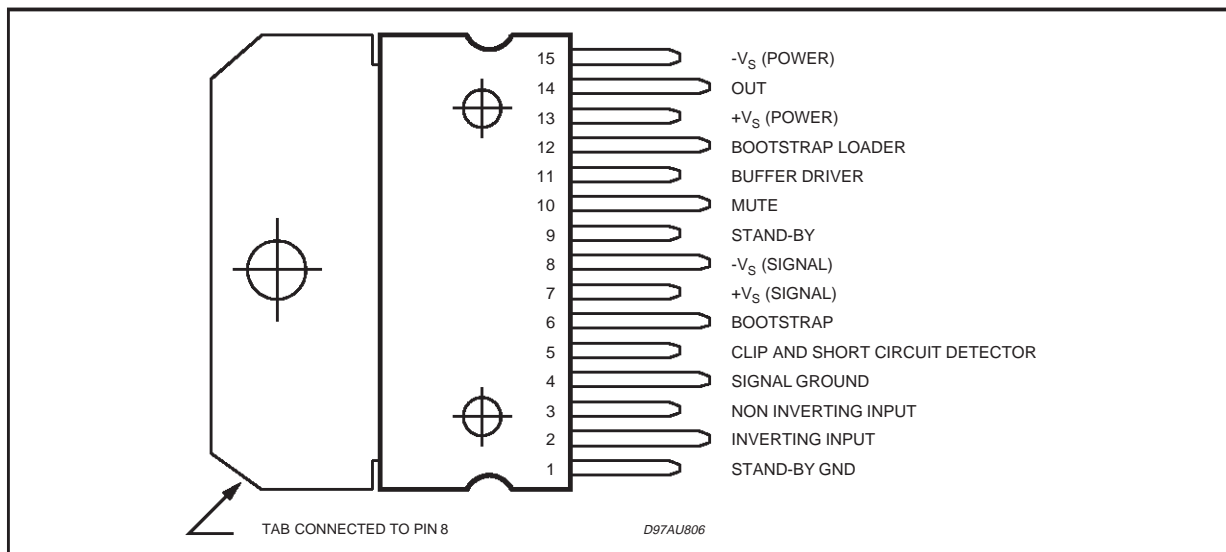 15 -VS (POWER)
14 OUT
13 +VS (POWER)
12 BOOTSTRAP LOADER
11 BUFFER DRIVER
10 MUTE
9 STAND-BY
8 -VS (SIGNAL)
7 +VS (SIGNAL)
6 BOOTSTRAP
5 CLIP AND SHORT CIRCUIT DETECTOR
4 SIGNAL GROUND
3 NON INVERTING INPUT
2 INVERTING INPUT
1 STAND-BY GND
TAB CONNECTED TO PIN 8 D97AU806